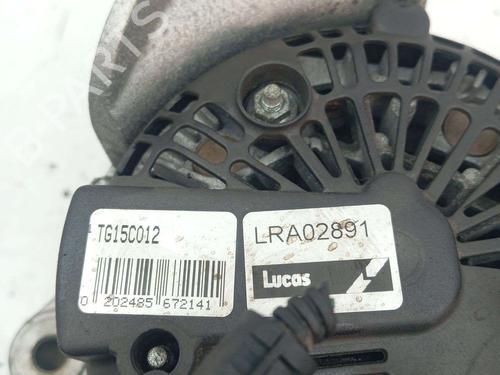 B-PARTS
TG15C012
0 202485 672141
LRA02891
Lucas